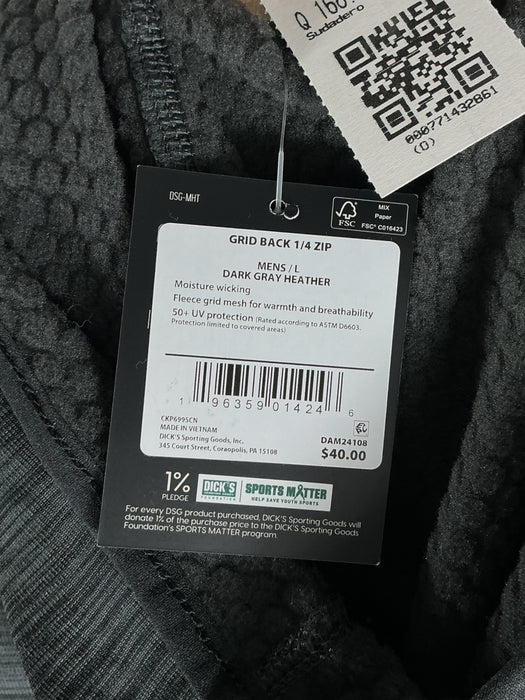 Sudadero
000771432861
(0)
DSG-MHT
FSC
MIX
Paper
FSC® C016423
GRID BACK 1/4 ZIP
MENS / L
DARK GRAY HEATHER
Moisture wicking
Fleece grid mesh for warmth and breathability
50+ UV protection (Rated according to ASTM D6603.
Protection limited to covered areas)
1 96359 01424 6
CKP6995CN
MADE IN VIETNAM
DICK'S Sporting Goods, Inc.
345 Court Street, Coraopolis, PA 15108
DAM24108
$40.00
1%
PLEDGE
DICK'S
FOUNDATION
SPORTS MATTER
HELP SAVE YOUTH SPORTS
For every DSG product purchased, DICK'S Sporting Goods will
donate 1% of the purchase price to the DICK'S Sporting Goods
Foundation's SPORTS MATTER program.